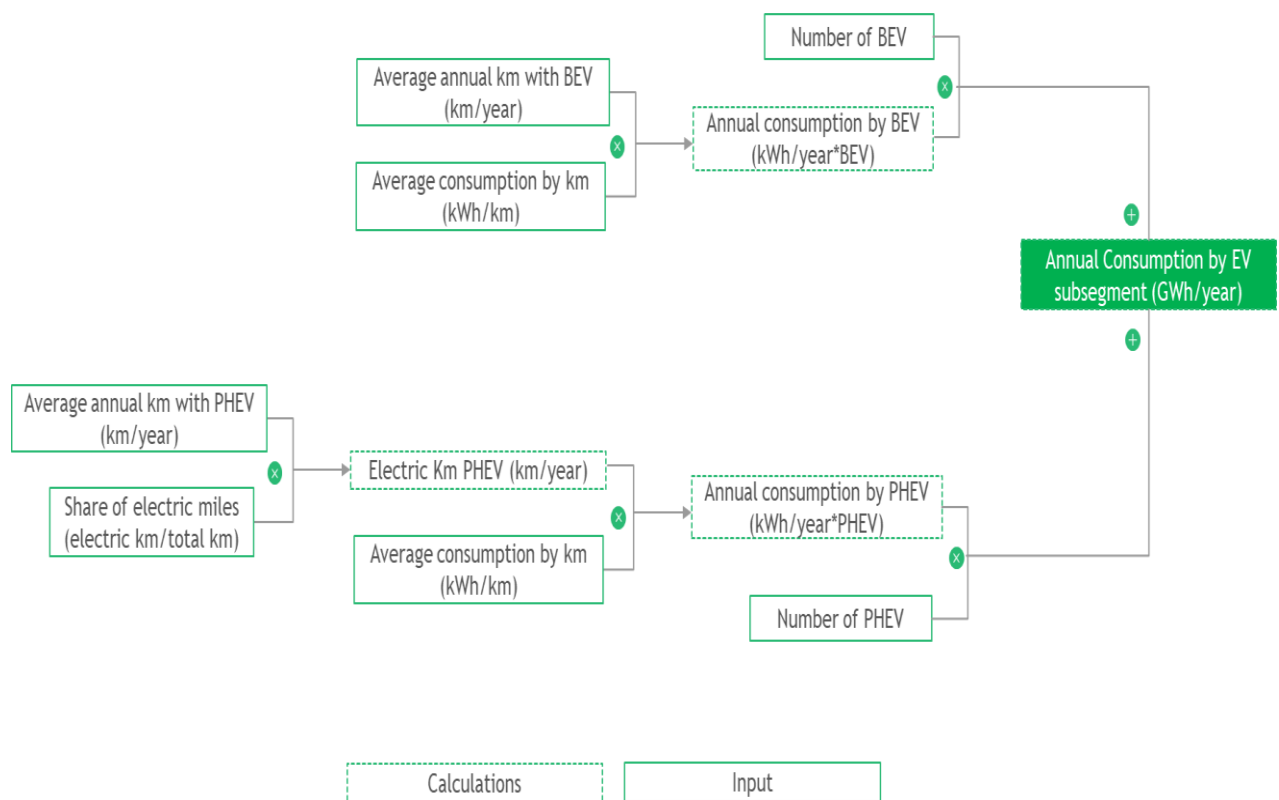 Number of BEV
Average annual km with BEV
(km/year)
Annual consumption by BEV
(kWh/year*BEV)
Average consumption by km
(kWh/km)
Annual Consumption by EV
subsegment (GWh/year)
Average annual km with PHEV
(km/year)
Electric Km PHEV (km/year)
Share of electric miles
(electric km/total km)
Annual consumption by PHEV
(kWh/year*PHEV)
Average consumption by km
(kWh/km)
Number of PHEV
Calculations
Input
x
x
+
+
x
x
x